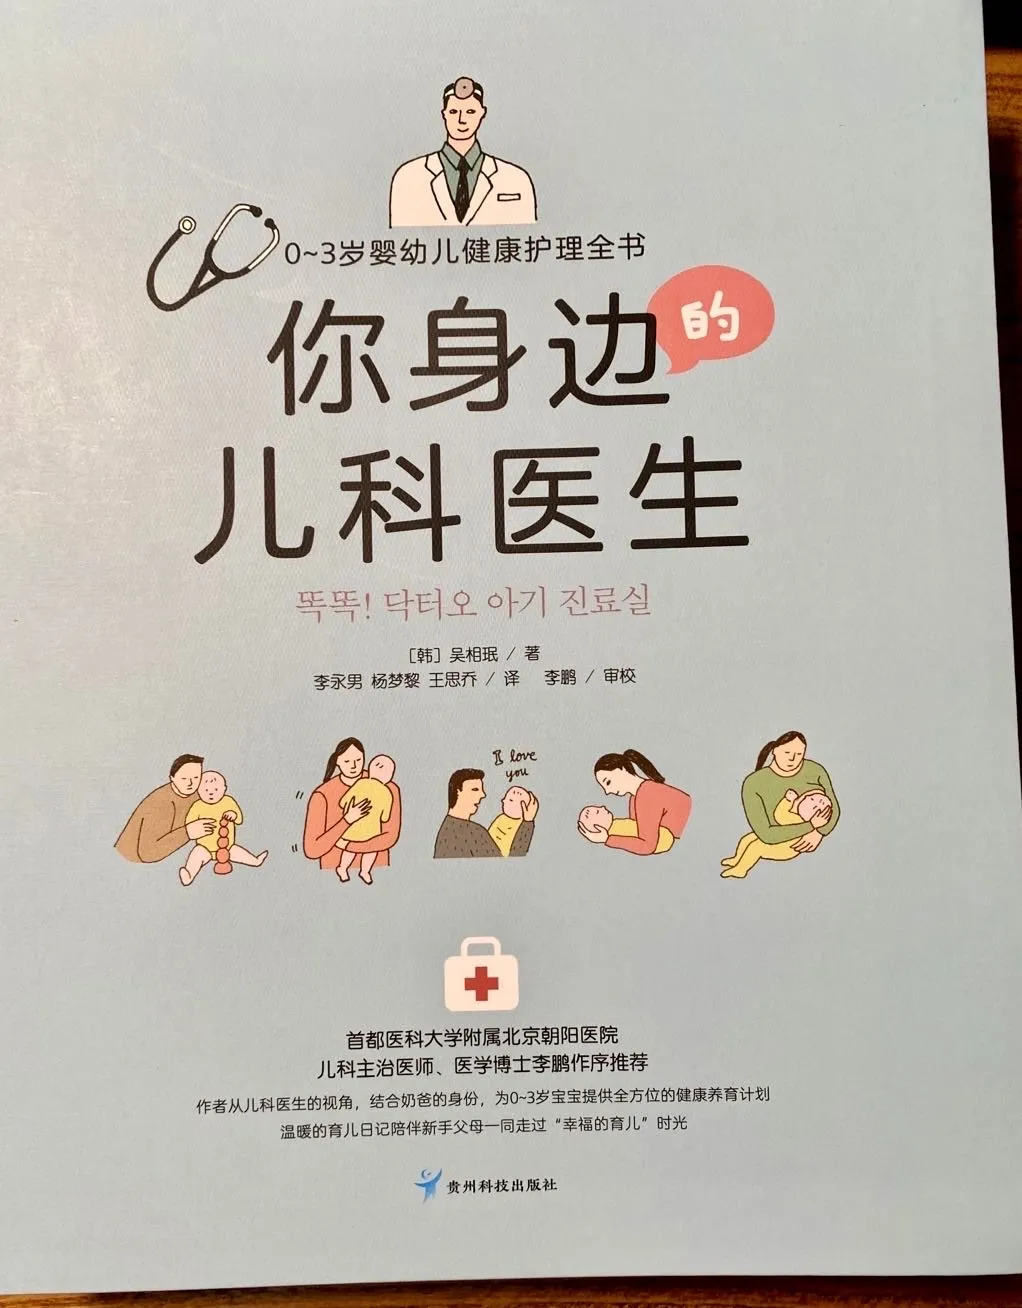 0~3岁婴幼儿健康护理全书
你身边的
儿科医生
똑똑! 닥터오 아기 진료실
[韩] 吴相珉 / 著
李永男 杨梦黎 王思乔 / 译 李鹏 / 审校
I love
you
首都医科大学附属北京朝阳医院
儿科主治医师、医学博士李鹏作序推荐
作者从儿科医生的视角，结合奶爸的身份，为0~3岁宝宝提供全方位的健康养育计划
温暖的育儿日记陪伴新手父母一同走过“幸福的育儿”时光
贵州科技出版社